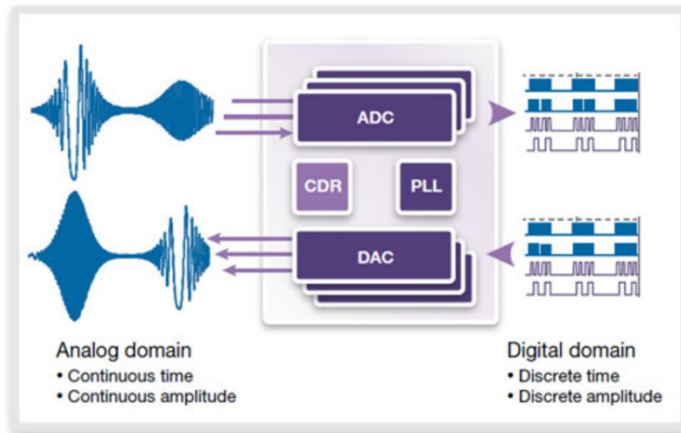 ADC
CDR
PLL
DAC
Analog domain
• Continuous time
• Continuous amplitude
Digital domain
• Discrete time
• Discrete amplitude